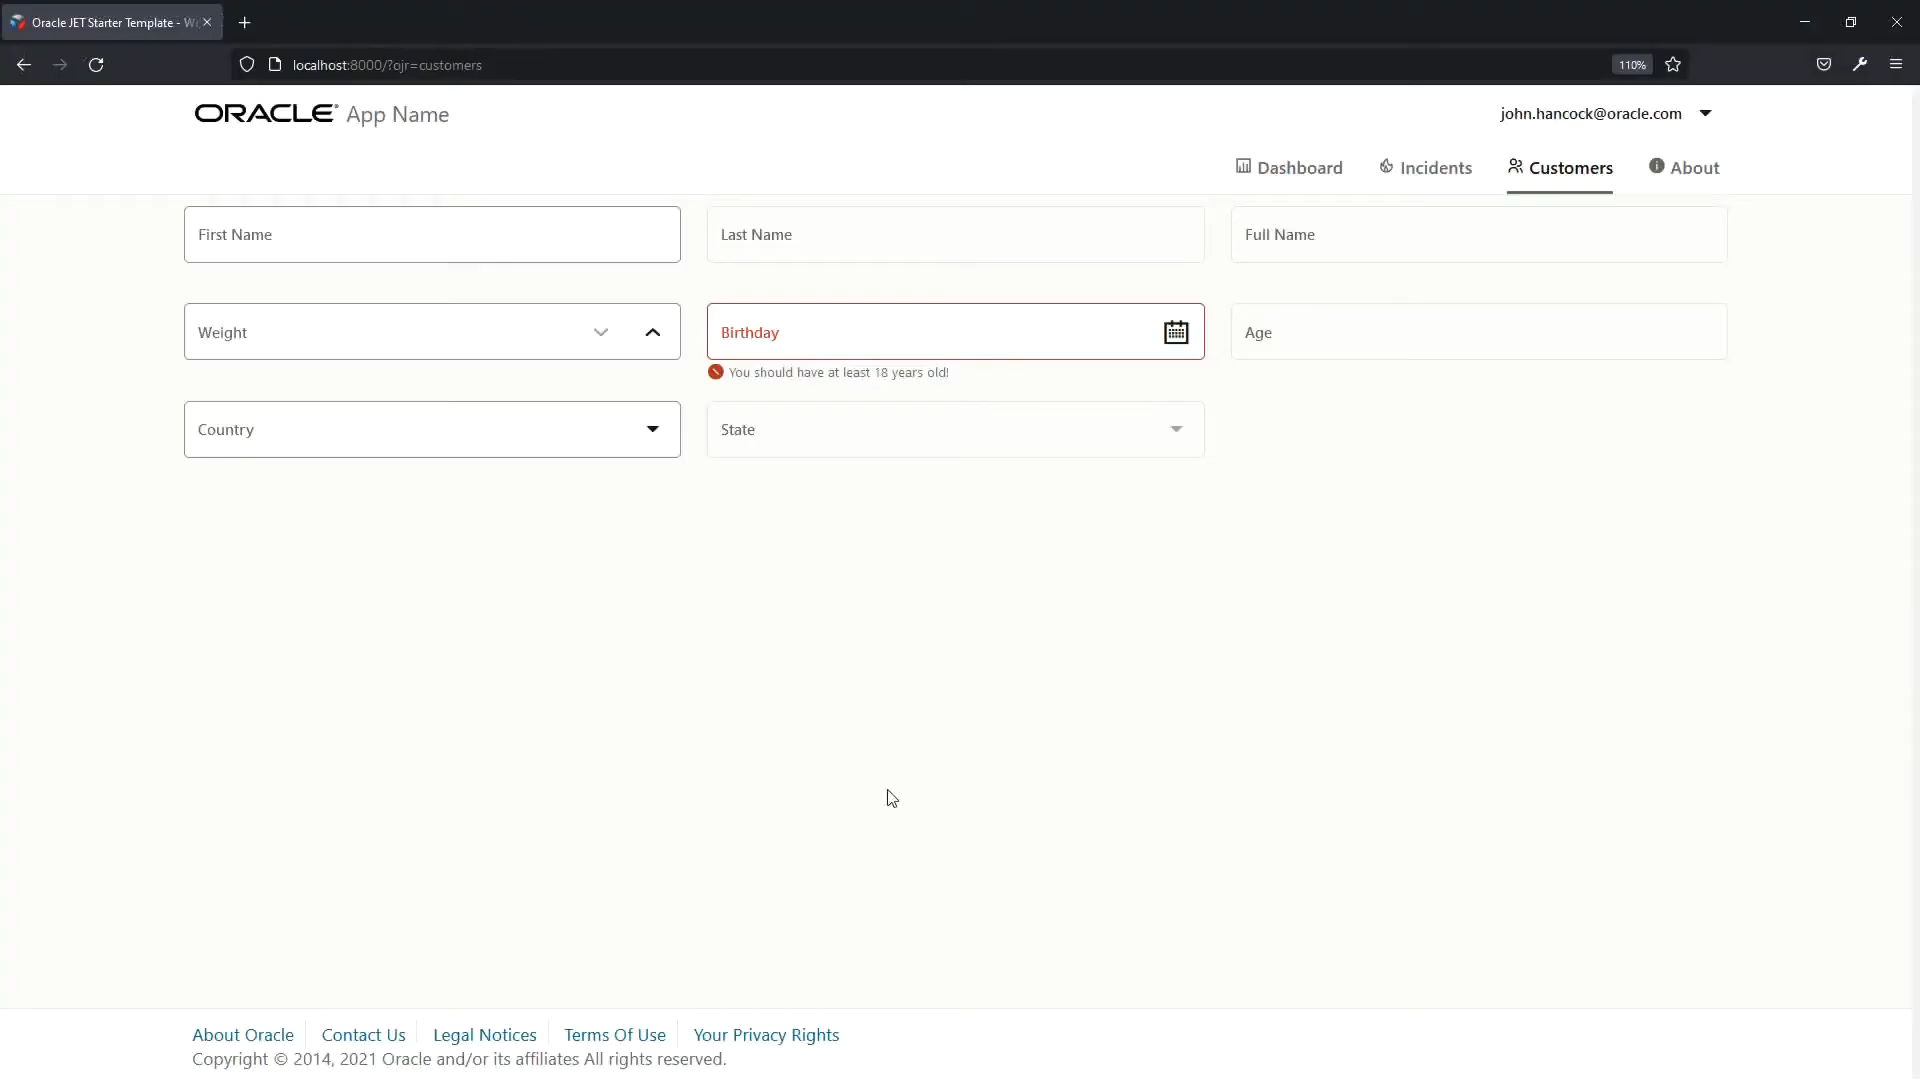 Oracle JET Starter Template - W
localhost:8000/?ojr=customers
110%
ORACLE App Name
john.hancock@oracle.com
Dashboard
Incidents
Customers
About
First Name
Last Name
Full Name
Weight
Birthday
Age
You should have at least 18 years old!
Country
State
About Oracle
Contact Us
Legal Notices
Terms Of Use
Your Privacy Rights
Copyright © 2014, 2021 Oracle and/or its affiliates All rights reserved.